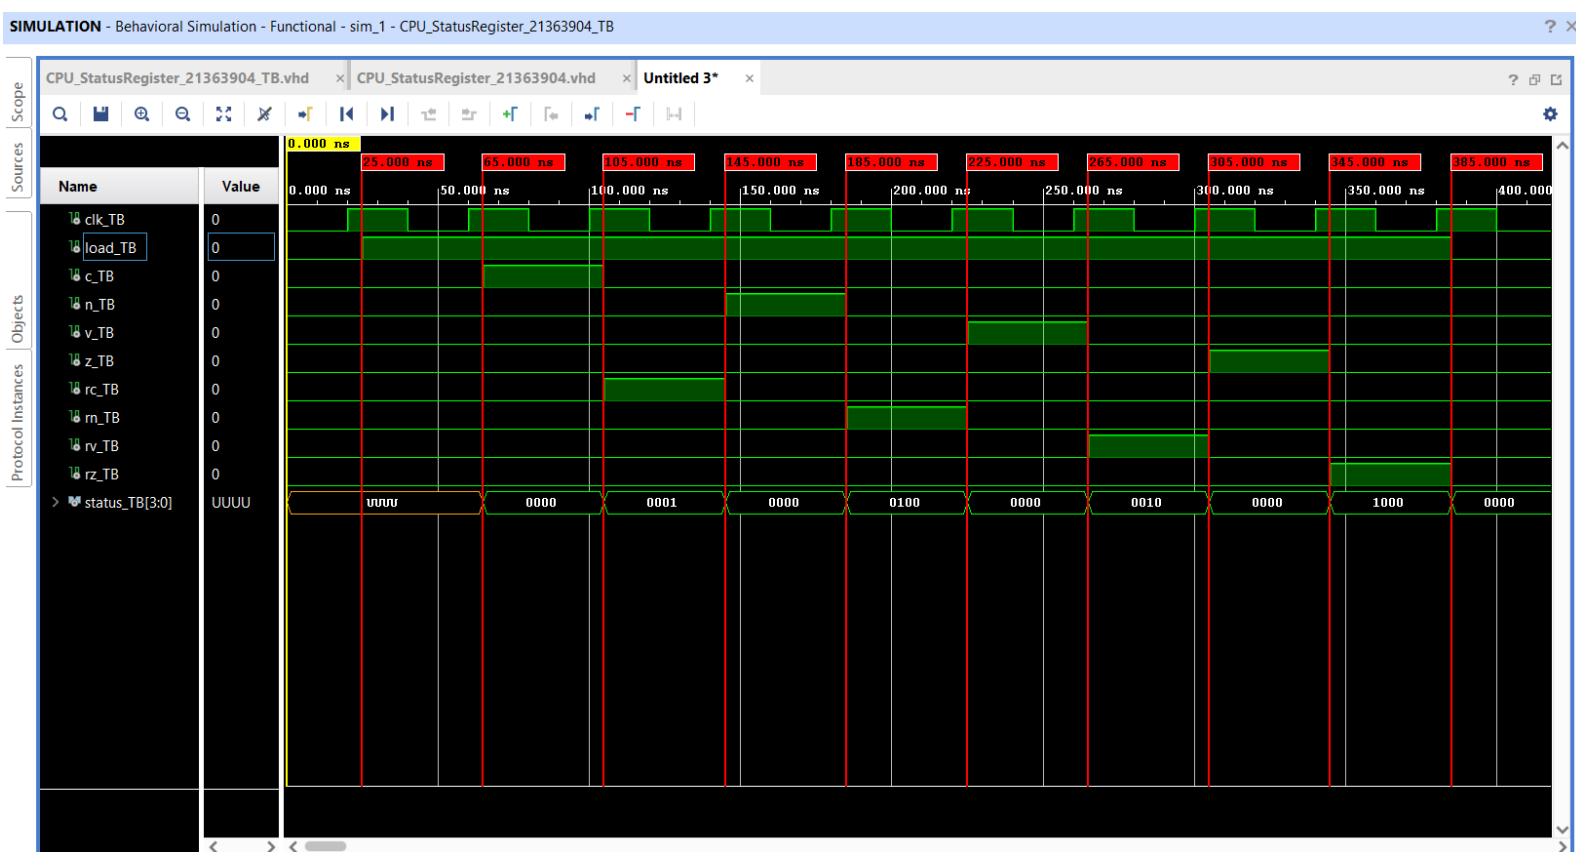 SIMULATION - Behavioral Simulation - Functional - sim_1 - CPU_StatusRegister_21363904_TB
CPU_StatusRegister_21363904_TB.vhd × CPU_StatusRegister_21363904.vhd × Untitled 3* ×
Scope
Sources
Objects
Protocol Instances
0.000 ns
25.000 ns 65.000 ns 105.000 ns 145.000 ns 185.000 ns 225.000 ns 265.000 ns 305.000 ns 345.000 ns 385.000 ns
Name Value
0.000 ns 50.000 ns 100.000 ns 150.000 ns 200.000 ns 250.000 ns 300.000 ns 350.000 ns 400.000
clk_TB 0
load_TB 0
c_TB 0
n_TB 0
v_TB 0
z_TB 0
rc_TB 0
rn_TB 0
rv_TB 0
rz_TB 0
status_TB[3:0] UUUU UUUU 0000 0001 0000 0100 0000 0010 0000 1000 0000